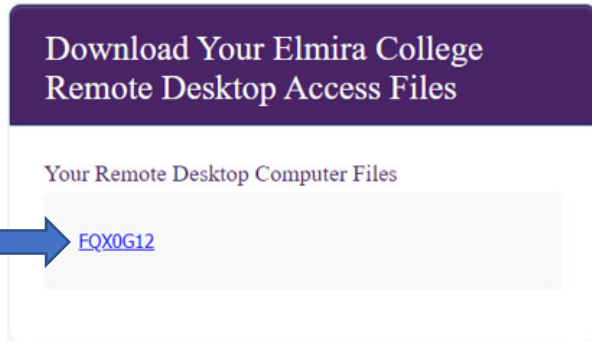 Download Your Elmira College
Remote Desktop Access Files
Your Remote Desktop Computer Files
FQX0G12